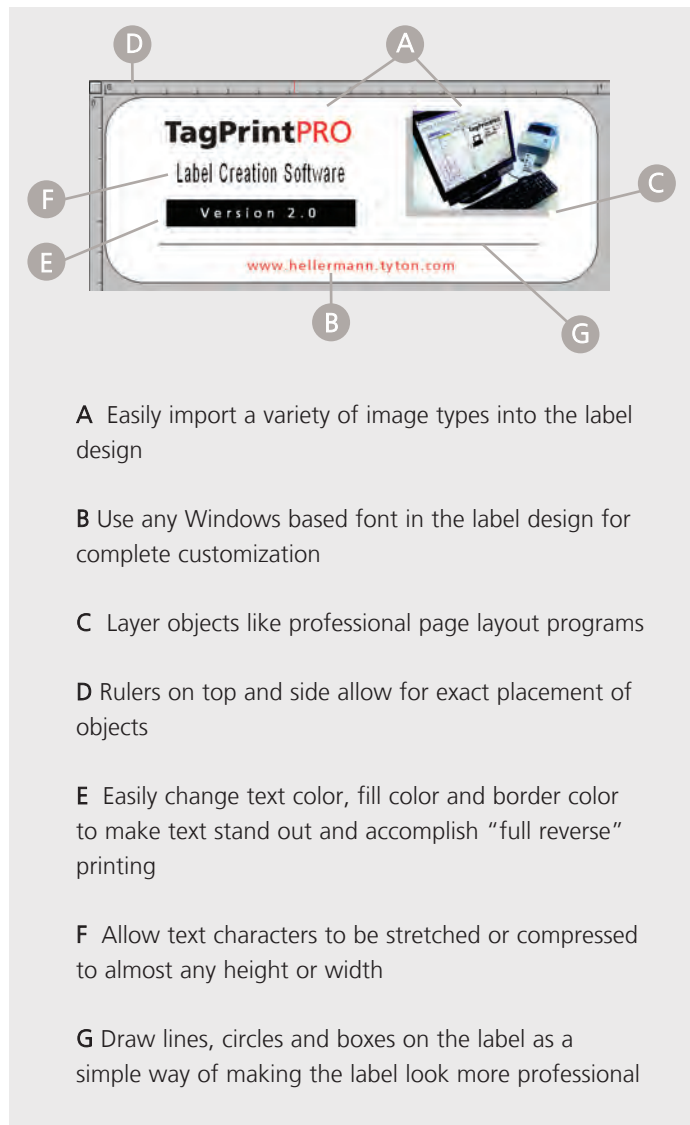 D
A
TagPrintPRO
Label Creation Software
F
C
Version 2.0
E
www.hellermann.tyton.com
B
G
A Easily import a variety of image types into the label
design
B Use any Windows based font in the label design for
complete customization
C Layer objects like professional page layout programs
D Rulers on top and side allow for exact placement of
objects
E Easily change text color, fill color and border color
to make text stand out and accomplish “full reverse”
printing
F Allow text characters to be stretched or compressed
to almost any height or width
G Draw lines, circles and boxes on the label as a
simple way of making the label look more professional